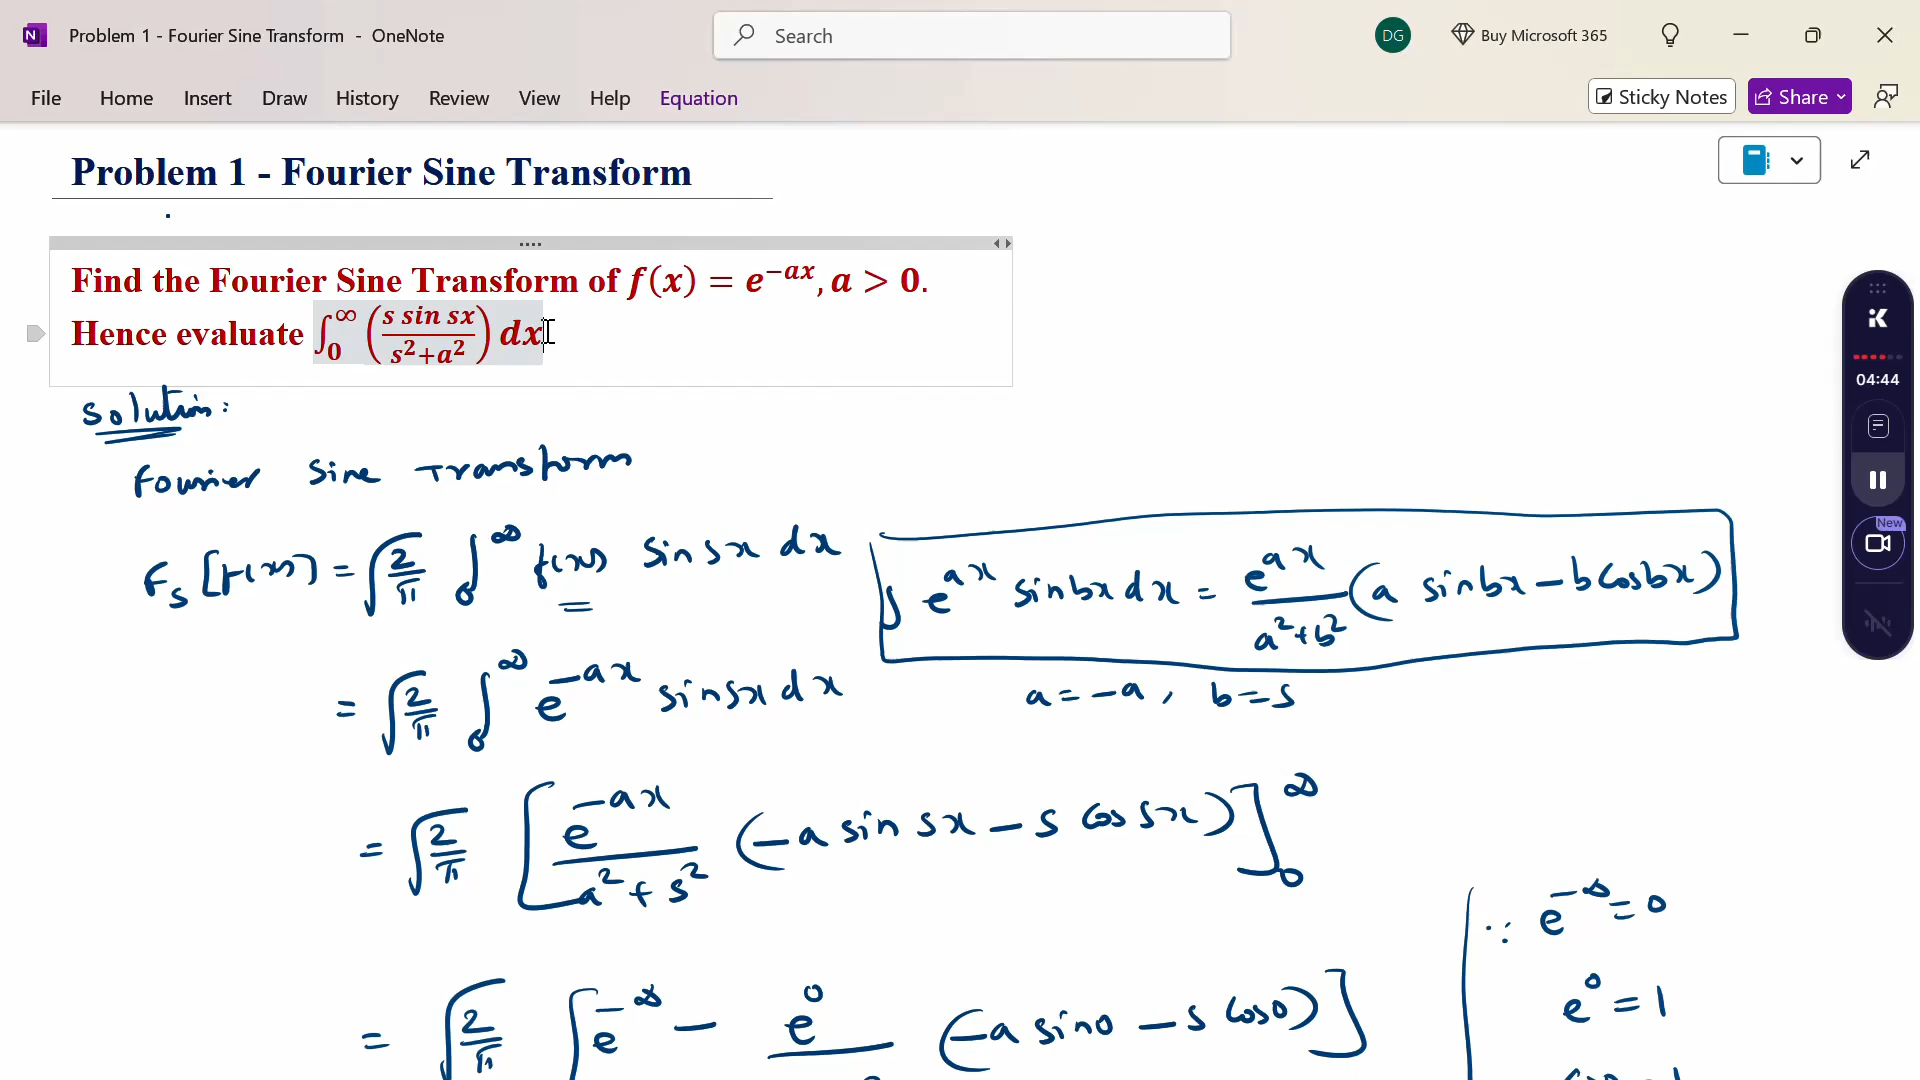 Problem 1 - Fourier Sine Transform - OneNote
Search
DG
Buy Microsoft 365
File Home Insert Draw History Review View Help Equation
Sticky Notes
Share
Problem 1 - Fourier Sine Transform
Find the Fourier Sine Transform of f(x) = e^{-ax}, a > 0.
Hence evaluate ∫_0^∞ (s sin sx / s^2+a^2) dx
04:44
New
Solution:
Fourier Sine Transform
F_s [f(x)] = √(2/π) ∫_0^∞ f(x) sin sx dx
∫ e^{ax} sin bx dx = e^{ax}/(a^2+b^2) (a sin bx - b cos bx)
= √(2/π) ∫_0^∞ e^{-ax} sin sx dx
a = -a, b = s
= √(2/π) [ e^{-ax}/(a^2+s^2) (-a sin sx - s cos sx) ]_0^∞
∵ e^{-∞} = 0
e^0 = 1
= √(2/π) [ e^{-∞} - e^0 (-a sin 0 - s cos 0) ]